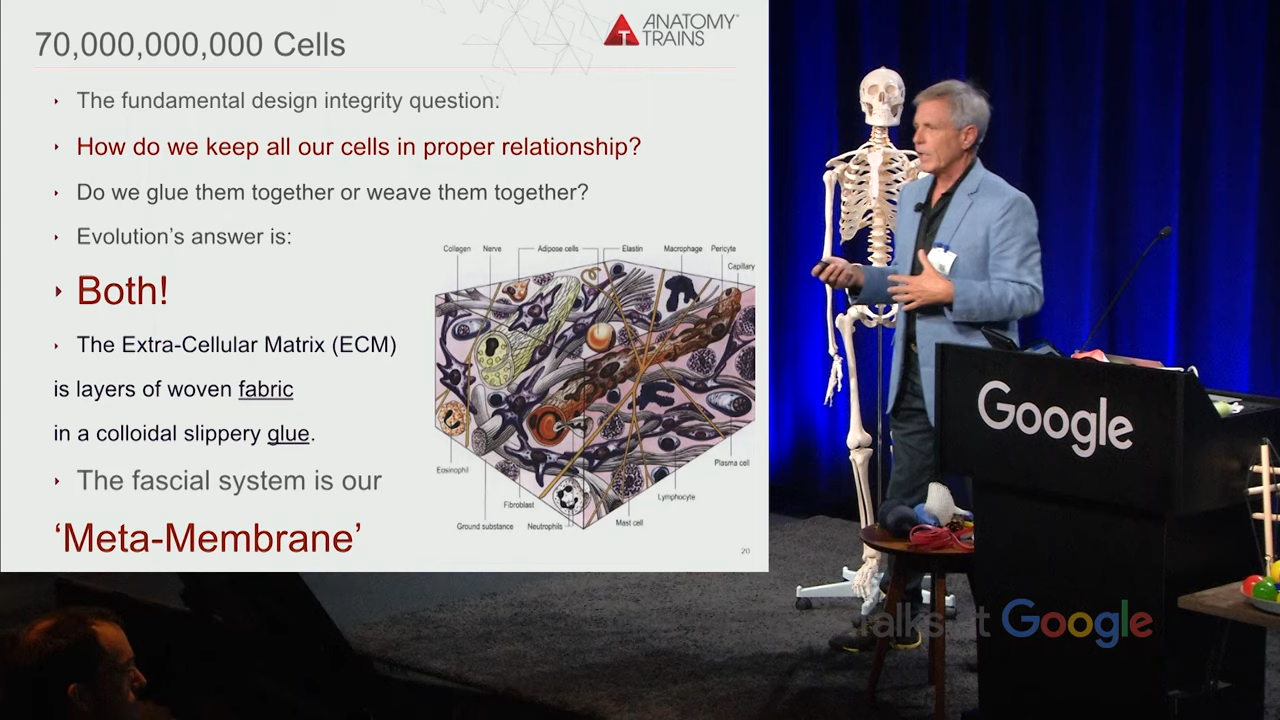 70,000,000,000 Cells
ANATOMY
TRAINS
The fundamental design integrity question:
How do we keep all our cells in proper relationship?
Do we glue them together or weave them together?
Evolution's answer is:
Both!
The Extra-Cellular Matrix (ECM)
is layers of woven fabric
in a colloidal slippery glue.
The fascial system is our
'Meta-Membrane'
Collagen Nerve Adipose cells Elastin Macrophage Pericyte
Capillary
Eosinophil
Plasma cell
Fibroblast
Lymphocyte
Ground substance Neutrophils Mast cell
20
Google
Talks at Google